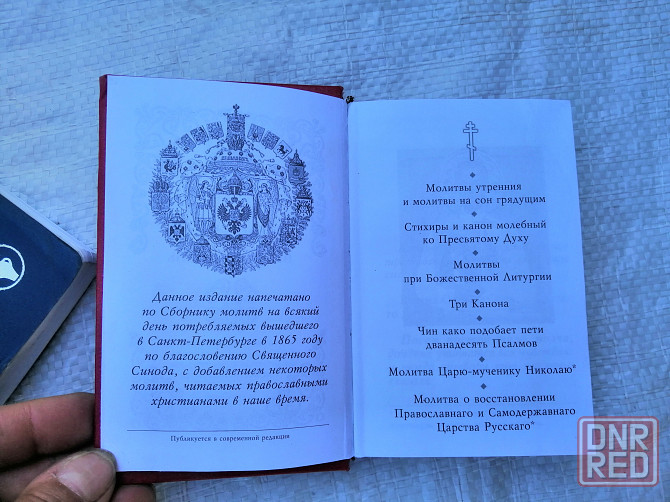 Данное издание напечатано
по Сборнику молитв на всякий
день потребляемых вышедшего
в Санкт-Петербурге в 1865 году
по благословению Священного
Синода, с добавлением некоторых
молитв, читаемых православными
христианами в наше время.
Публикуется в современной редакции
Молитвы утренния
и молитвы на сон грядущим
Стихиры и канон молебный
ко Пресвятому Духу
Молитвы
при Божественной Литургии
Три Канона
Чин како подобает пети
дванадесять Псалмов
Молитва Царю-мученику Николаю*
Молитва о восстановлении
Православнаго и Самодержавнаго
Царства Русскаго*
DNR
RED